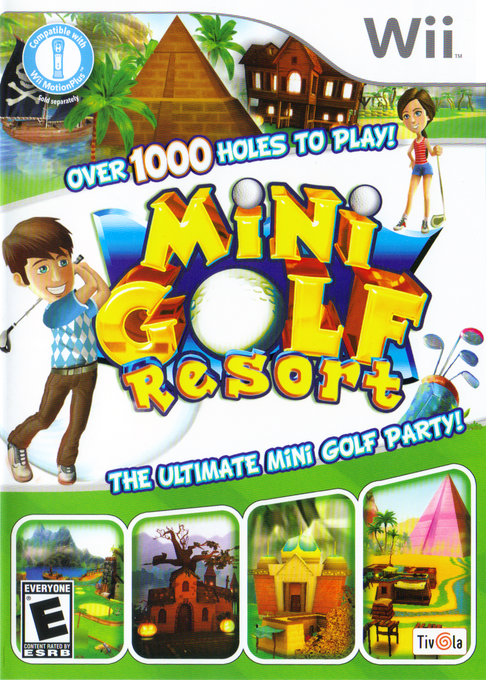 Compatible with
Wii MotionPlus
Sold separately
Wii™
OVER 1000 HOLES TO PLAY!
MiNi
GOLF
ReSort
THE ULTIMATE MiNi GOLF PARTY!
EVERYONE
E
®
CONTENT RATED BY
ESRB
Tivola